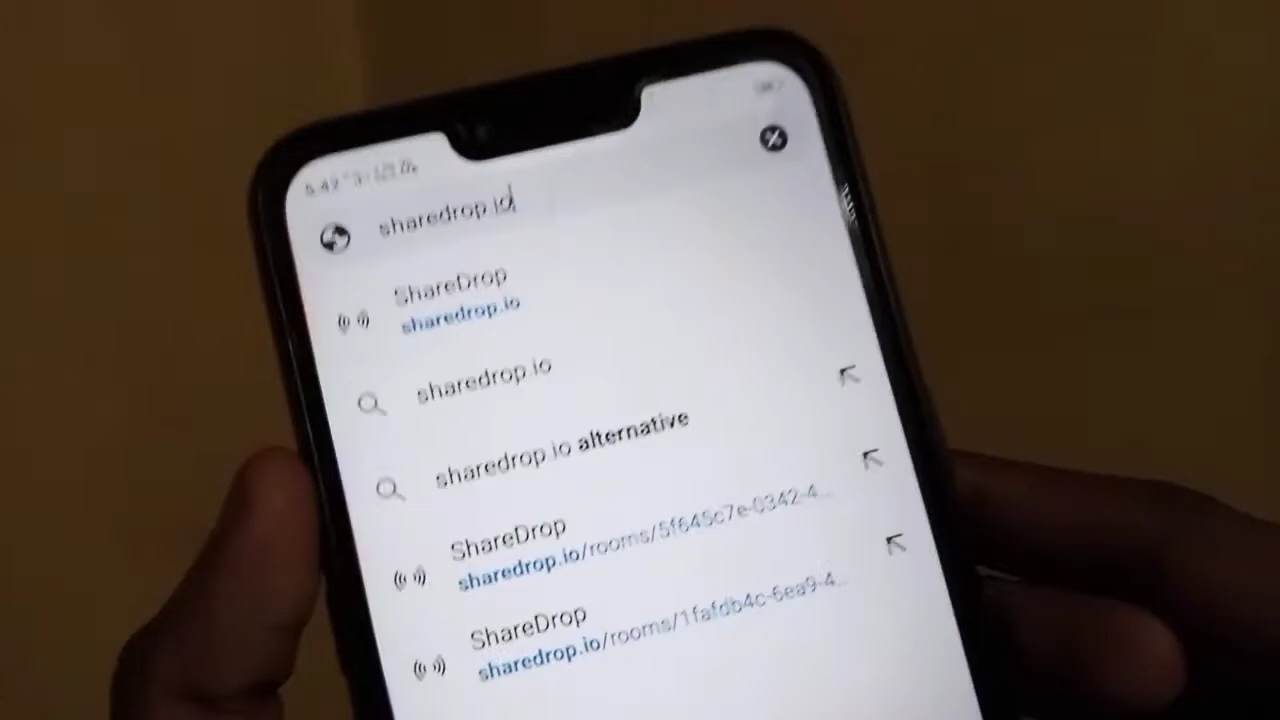 sharedrop.io
ShareDrop
sharedrop.io
sharedrop.io
sharedrop.io alternative
ShareDrop
sharedrop.io/rooms/5f645c7e-0342-4...
ShareDrop
sharedrop.io/rooms/1fafdb4c-6ea9-4...